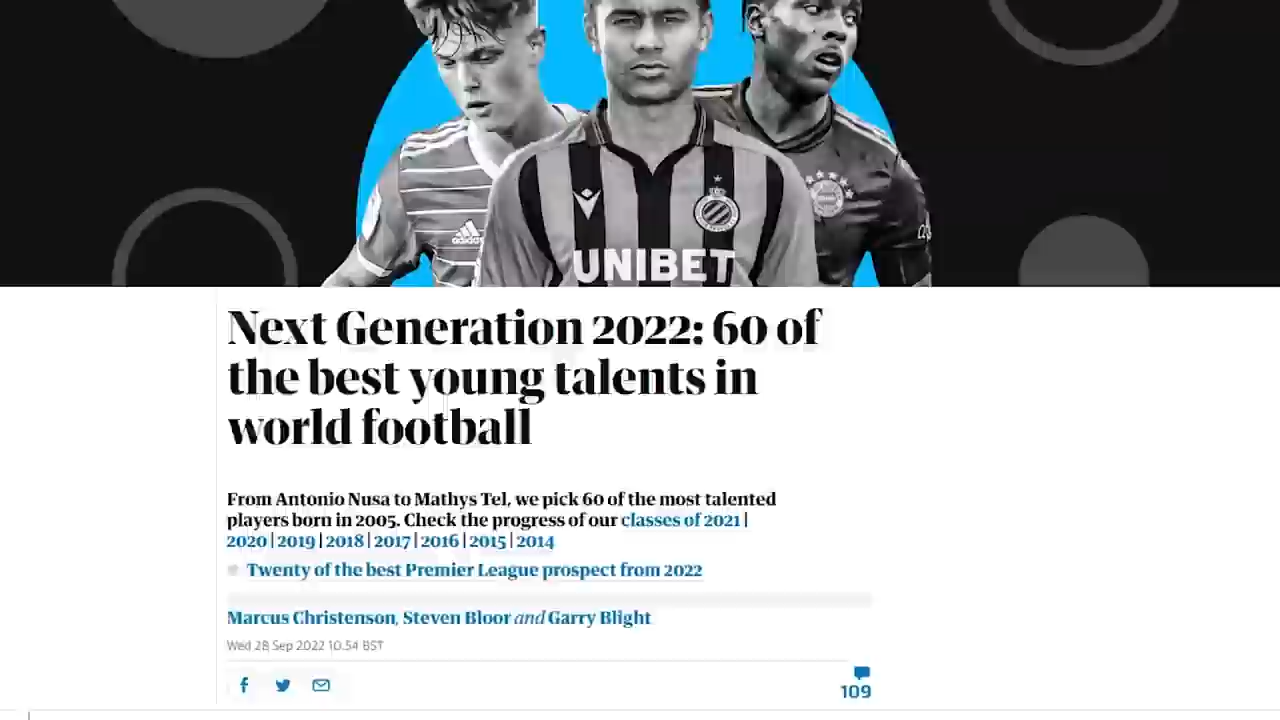 adidas
UNIBET
Next Generation 2022: 60 of
the best young talents in
world football
From Antonio Nusa to Mathys Tel, we pick 60 of the most talented
players born in 2005. Check the progress of our classes of 2021 |
2020 | 2019 | 2018 | 2017 | 2016 | 2015 | 2014
Twenty of the best Premier League prospect from 2022
Marcus Christenson, Steven Bloor and Garry Blight
Wed 28 Sep 2022 10.54 BST
109